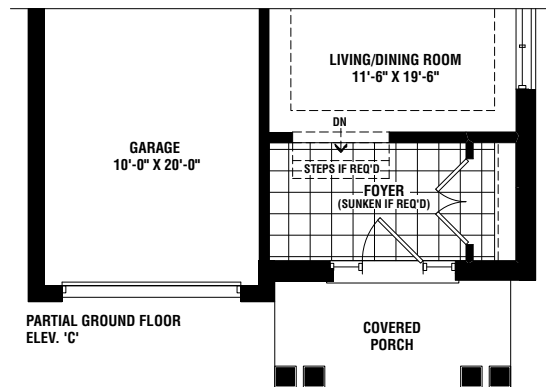 LIVING/DINING ROOM
11'-6" X 19'-6"
DN
GARAGE
10'-0" X 20'-0"
STEPS IF REQ'D
FOYER
(SUNKEN IF REQ'D)
PARTIAL GROUND FLOOR
ELEV. 'C'
COVERED
PORCH